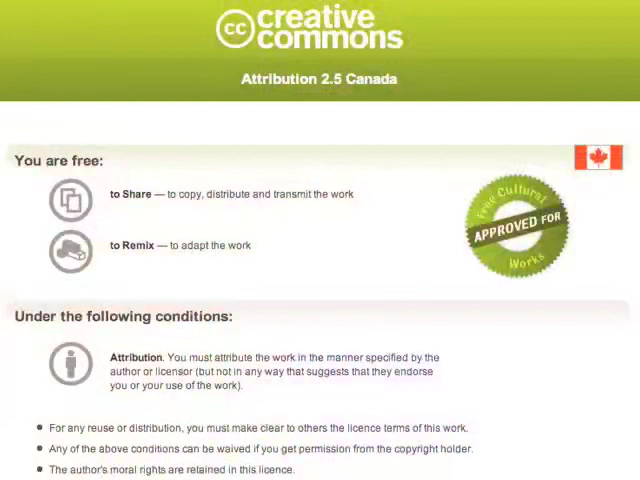 creative
cc commons
Attribution 2.5 Canada
You are free:
to Share — to copy, distribute and transmit the work
to Remix — to adapt the work
Free Cultural
APPROVED FOR
Works
Under the following conditions:
Attribution. You must attribute the work in the manner specified by the
author or licensor (but not in any way that suggests that they endorse
you or your use of the work).
For any reuse or distribution, you must make clear to others the licence terms of this work.
Any of the above conditions can be waived if you get permission from the copyright holder.
The author's moral rights are retained in this licence.